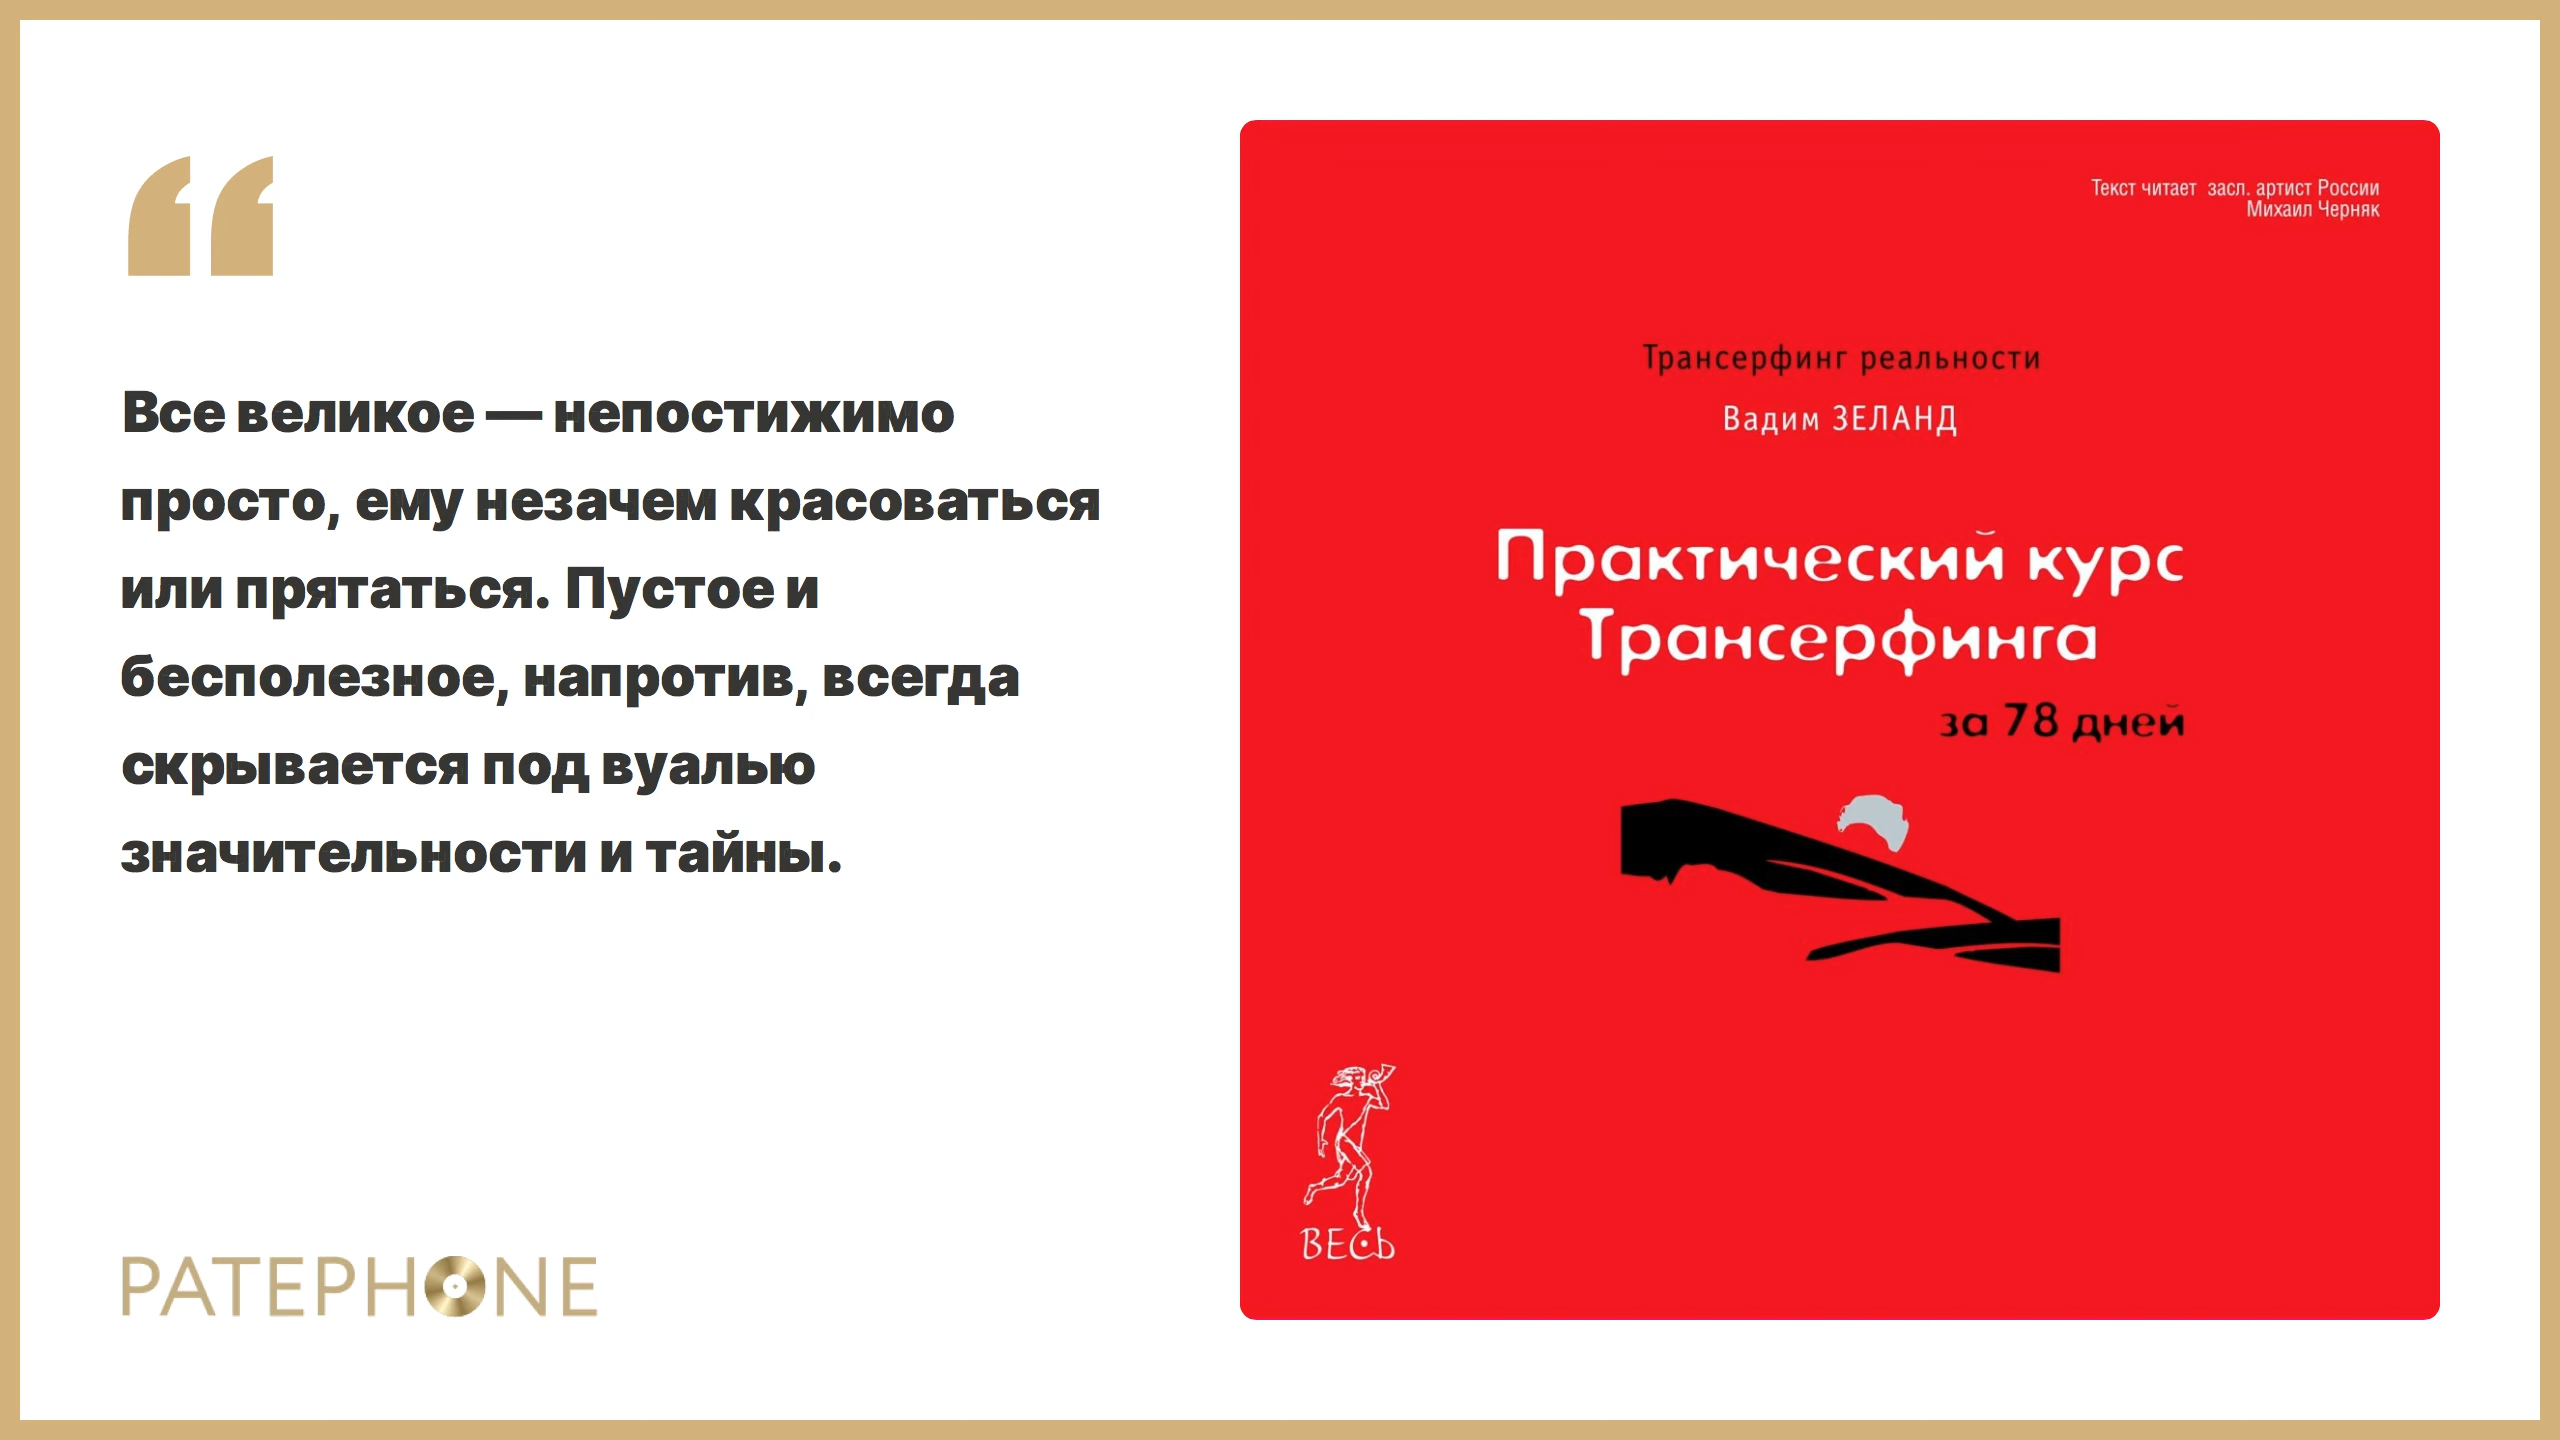 Все великое — непостижимо
просто, ему незачем красоваться
или прятаться. Пустое и
бесполезное, напротив, всегда
скрывается под вуалью
значительности и тайны.
PATEPHONE
Текст читает засл. артист России
Михаил Черняк
Трансерфинг реальности
Вадим ЗЕЛАНД
Практический курс
Трансерфинга
за 78 дней
ВЕСЬ